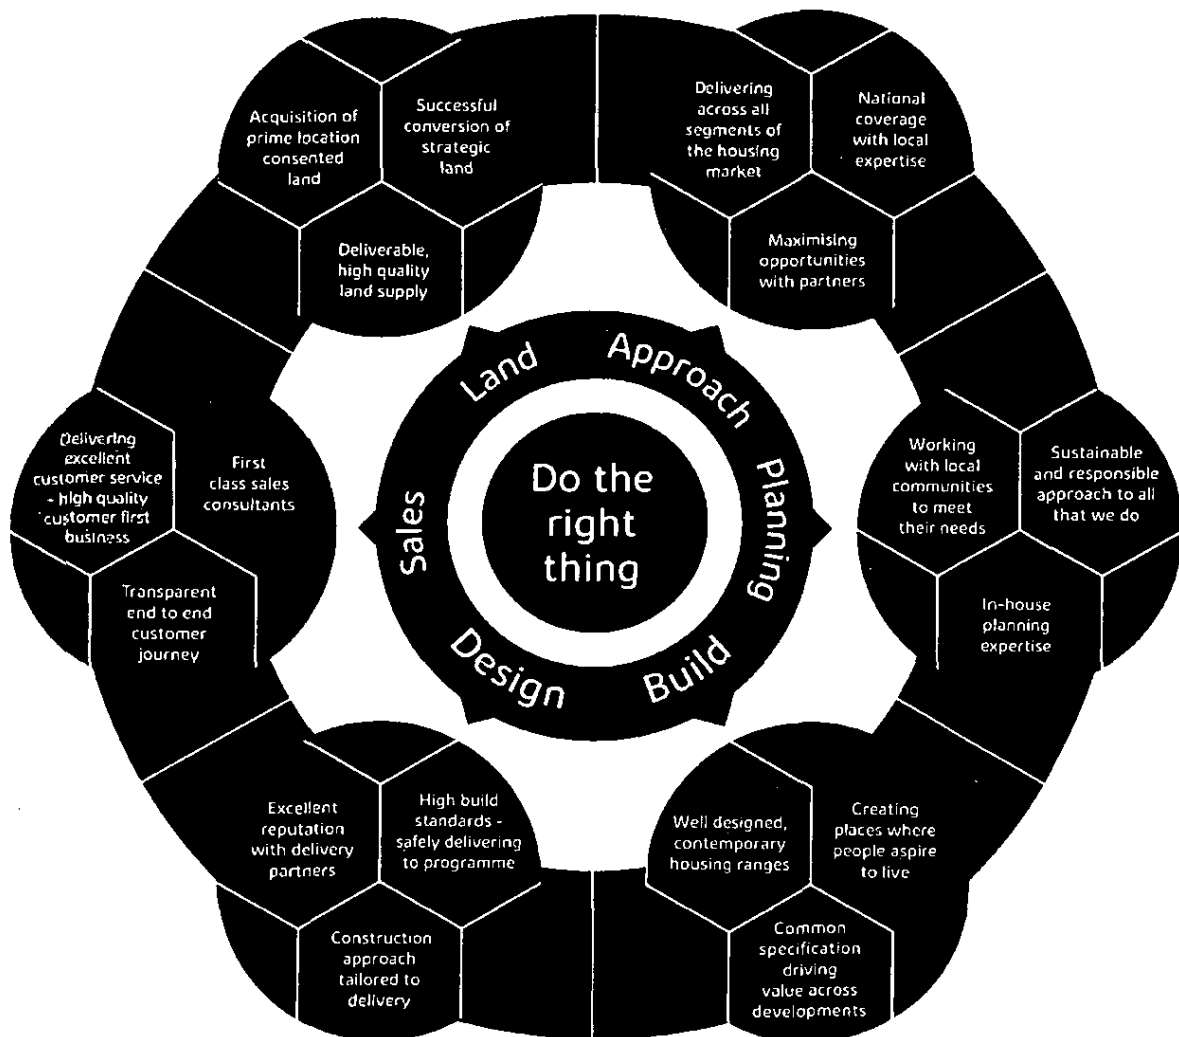 Acquisition of
prime location
consented
land
Successful
conversion of
strategic
land
Deliverable,
high quality
land supply
Delivering
across all
segments of
the housing
market
National
coverage
with local
expertise
Maximising
opportunities
with partners
Land
Approach
Planning
Build
Design
Sales
Do the
right
thing
Delivering
excellent
customer service
- high quality
customer first
business
First
class sales
consultants
Transparent
end to end
customer
journey
Working
with local
communities
to meet
their needs
Sustainable
and responsible
approach to all
that we do
In-house
planning
expertise
Excellent
reputation
with delivery
partners
High build
standards -
safely delivering
to programme
Construction
approach
tailored to
delivery
Well designed,
contemporary
housing ranges
Creating
places where
people aspire
to live
Common
specification
driving
value across
developments